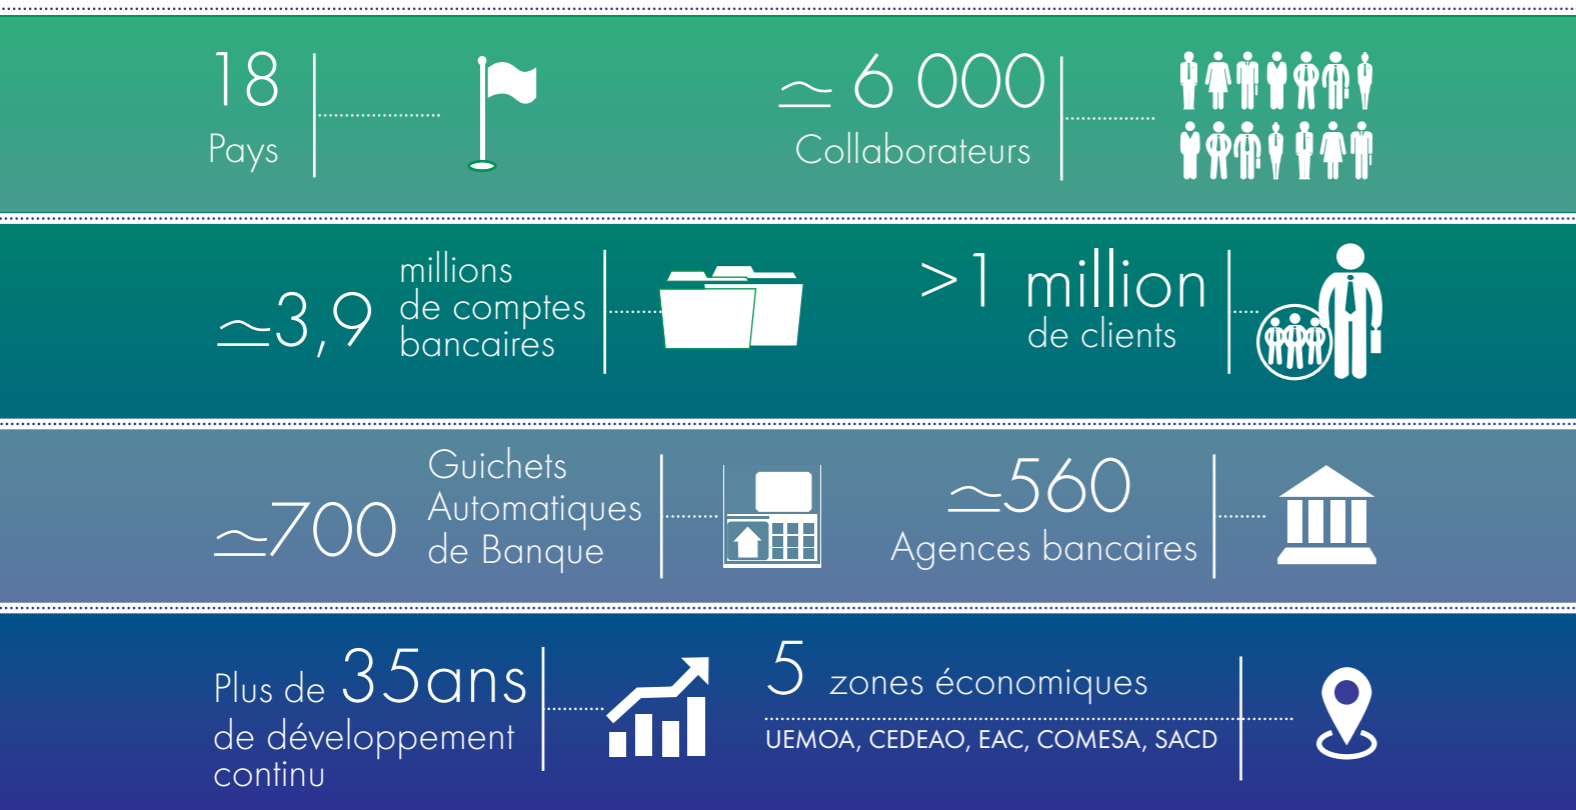 18
Pays
≃ 6 000
Collaborateurs
≃3,9
millions
de comptes
bancaires
>1 million
de clients
≃700
Guichets
Automatiques
de Banque
≃560
Agences bancaires
Plus de 35ans
de développement
continu
5 zones économiques
UEMOA, CEDEAO, EAC, COMESA, SACD